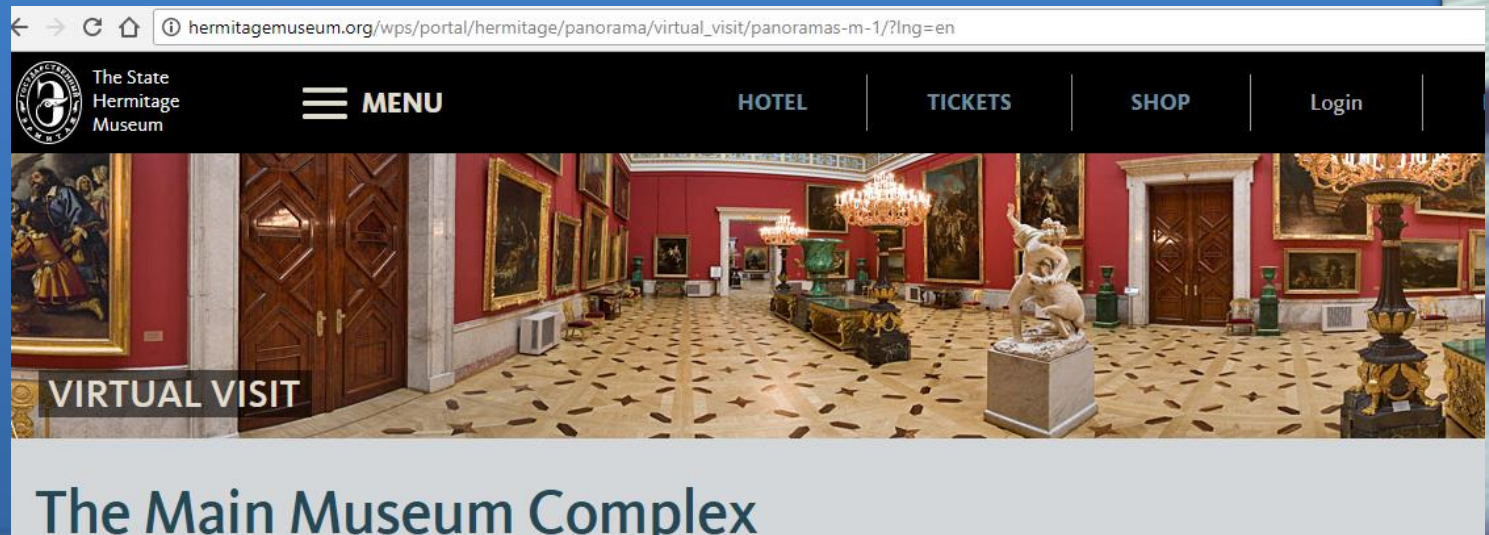 hermitagemuseum.org/wps/portal/hermitage/panorama/virtual_visit/panoramas-m-1/?lng=en
The State
Hermitage
Museum
MENU
HOTEL
TICKETS
SHOP
Login
VIRTUAL VISIT
The Main Museum Complex